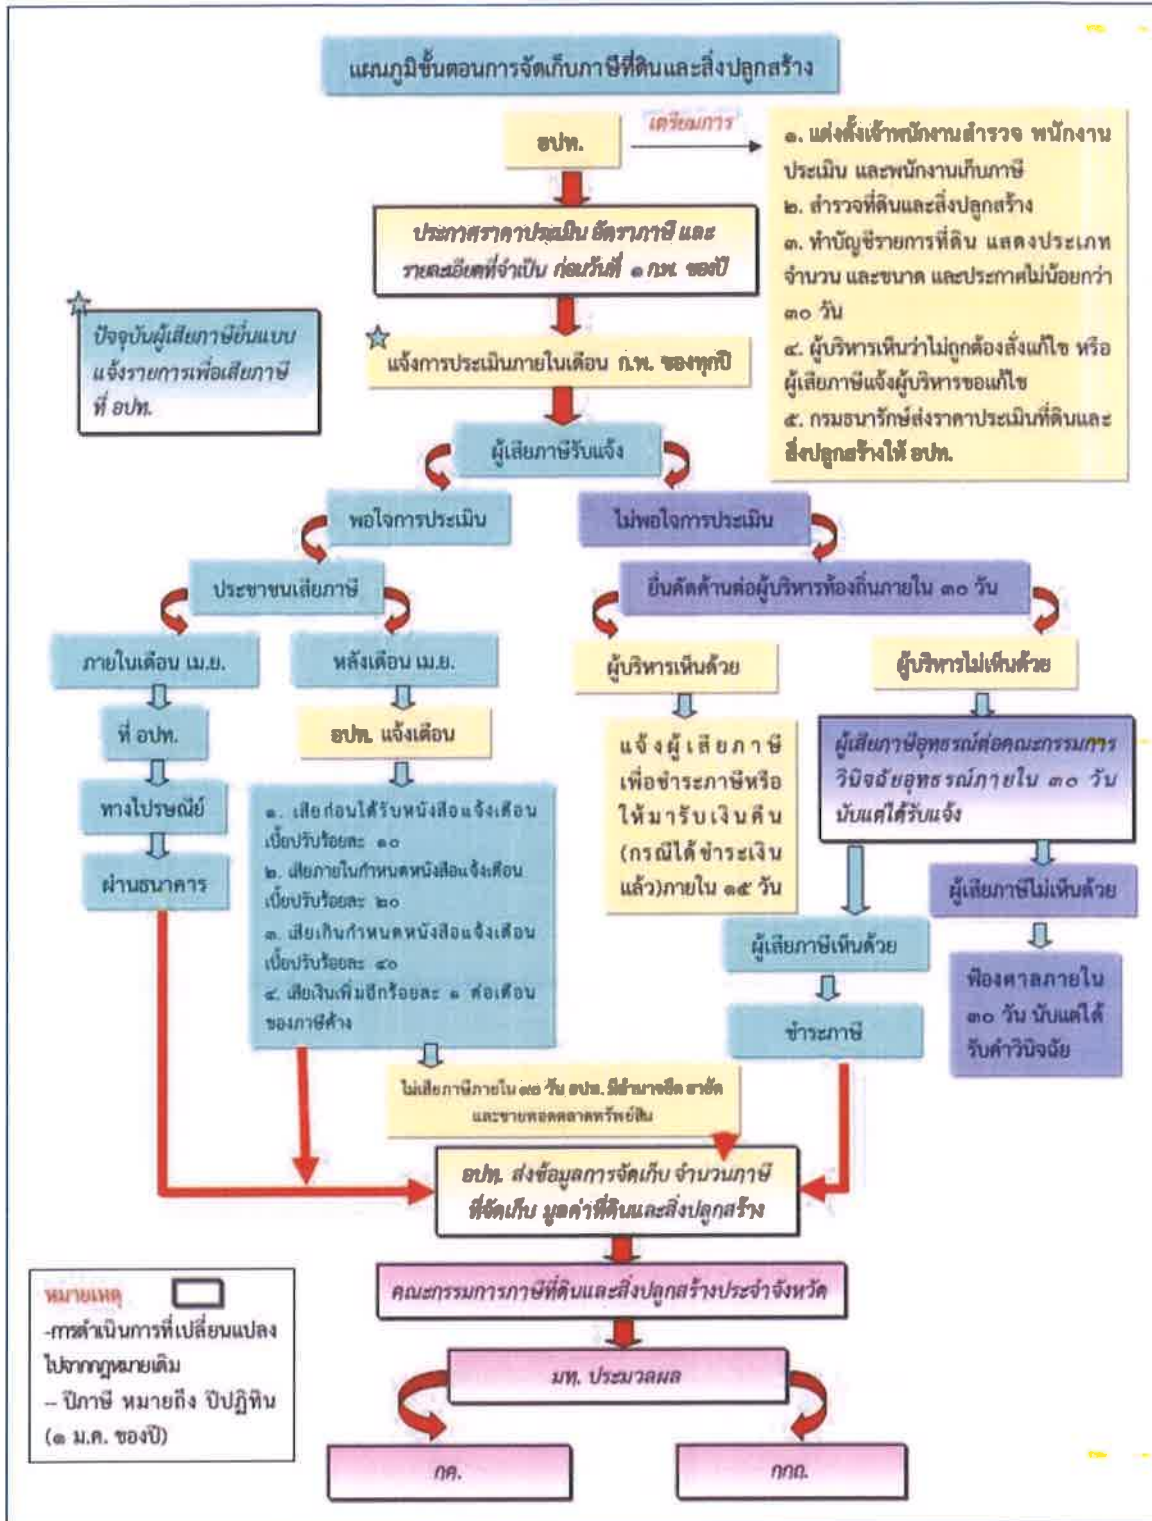 แผนภูมิขั้นตอนการจัดเก็บภาษีที่ดินและสิ่งปลูกสร้าง
อปท.
เตรียมการ
๑. แต่งตั้งเจ้าพนักงานสำรวจ พนักงาน
ประเมิน และพนักงานเก็บภาษี
๒. สำรวจที่ดินและสิ่งปลูกสร้าง
๓. ทำบัญชีรายการที่ดิน แสดงประเภท
จำนวน และขนาด และประกาศไม่น้อยกว่า
๓๐ วัน
๔. ผู้บริหารเห็นว่าไม่ถูกต้องสั่งแก้ไข หรือ
ผู้เสียภาษีแจ้งผู้บริหารขอแก้ไข
๕. กรมธนารักษ์ส่งราคาประเมินที่ดินและ
สิ่งปลูกสร้างให้ อปท.
ประกาศราคาประเมิน อัตราภาษี และ
รายละเอียดที่จำเป็น ก่อนวันที่ ๑ ก.พ. ของปี
ปัจจุบันผู้เสียภาษียื่นแบบ
แจ้งรายการเพื่อเสียภาษี
ที่ อปท.
แจ้งการประเมินภายในเดือน ก.พ. ของทุกปี
ผู้เสียภาษีรับแจ้ง
พอใจการประเมิน
ไม่พอใจการประเมิน
ประชาชนเสียภาษี
ยื่นคัดค้านต่อผู้บริหารท้องถิ่นภายใน ๓๐ วัน
ภายในเดือน เม.ย.
หลังเดือน เม.ย.
ผู้บริหารเห็นด้วย
ผู้บริหารไม่เห็นด้วย
ที่ อปท.
ทางไปรษณีย์
ผ่านธนาคาร
อปท. แจ้งเตือน
๑. เสียก่อนได้รับหนังสือแจ้งเตือน
เบี้ยปรับร้อยละ ๑๐
๒. เสียภายในกำหนดหนังสือแจ้งเตือน
เบี้ยปรับร้อยละ ๒๐
๓. เสียเกินกำหนดหนังสือแจ้งเตือน
เบี้ยปรับร้อยละ ๔๐
๔. เสียเงินเพิ่มอีกร้อยละ ๑ ต่อเดือน
ของภาษีค้าง
แจ้งผู้เสียภาษี
เพื่อชำระภาษีหรือ
ให้มารับเงินคืน
(กรณีได้ชำระเงิน
แล้ว)ภายใน ๑๕ วัน
ผู้เสียภาษีอุทธรณ์ต่อคณะกรรมการ
วินิจฉัยอุทธรณ์ภายใน ๓๐ วัน
นับแต่ได้รับแจ้ง
ผู้เสียภาษีเห็นด้วย
ผู้เสียภาษีไม่เห็นด้วย
ชำระภาษี
ฟ้องศาลภายใน
๓๐ วัน นับแต่ได้
รับคำวินิจฉัย
ไม่เสียภาษีภายใน ๙๐ วัน อปท. มีอำนาจยึด อายัด
และขายทอดตลาดทรัพย์สิน
อปท. ส่งข้อมูลการจัดเก็บ จำนวนภาษี
ที่จัดเก็บ มูลค่าที่ดินและสิ่งปลูกสร้าง
คณะกรรมการภาษีที่ดินและสิ่งปลูกสร้างประจำจังหวัด
มท. ประมวลผล
กค.
กกถ.
หมายเหตุ
-การดำเนินการที่เปลี่ยนแปลง
ไปจากกฎหมายเดิม
– ปีภาษี หมายถึง ปีปฏิทิน
(๑ ม.ค. ของปี)